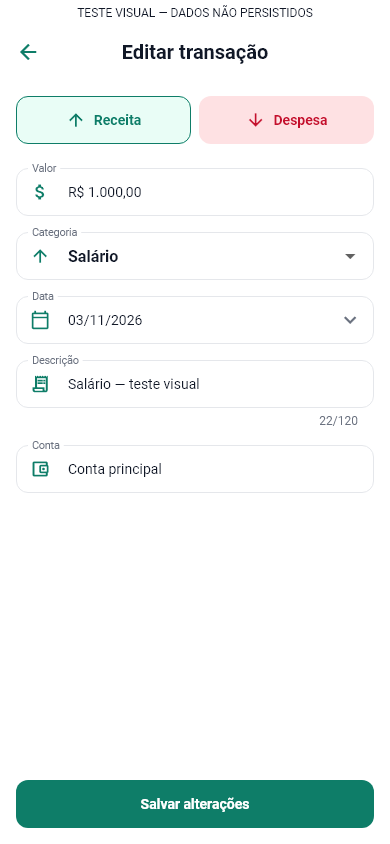 TESTE VISUAL — DADOS NÃO PERSISTIDOS
Editar transação
Receita
Despesa
Valor
R$ 1.000,00
Categoria
Salário
Data
03/11/2026
Descrição
Salário — teste visual
22/120
Conta
Conta principal
Salvar alterações